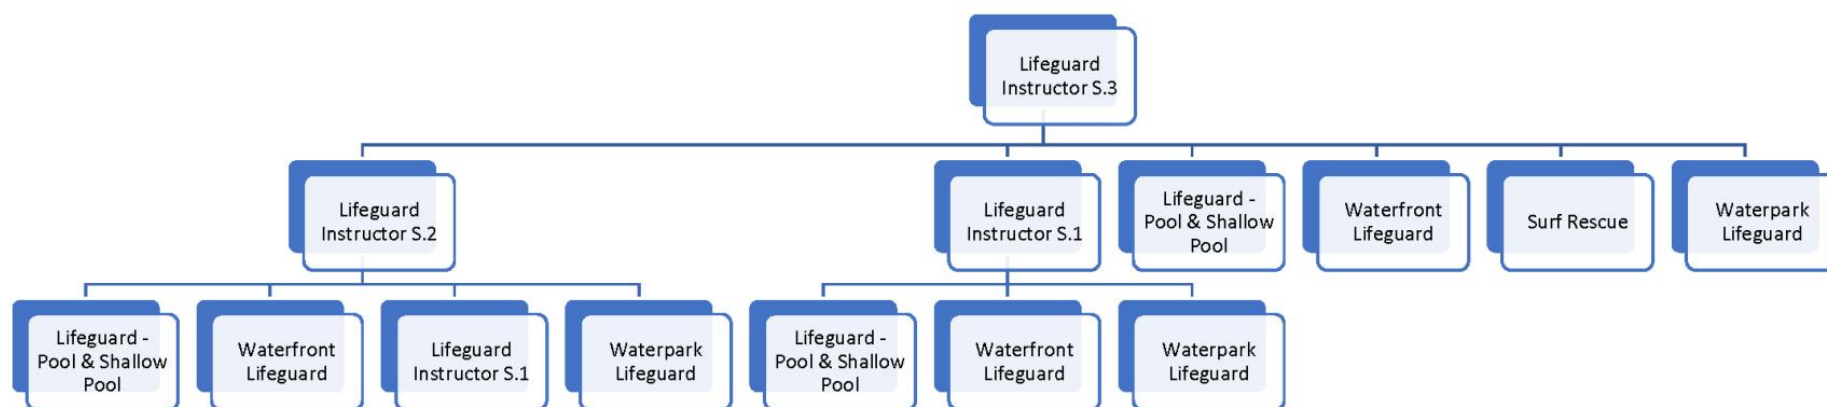 Lifeguard
Instructor S.3
Lifeguard
Instructor S.2
Lifeguard
Instructor S.1
Lifeguard -
Pool & Shallow
Pool
Waterfront
Lifeguard
Surf Rescue
Waterpark
Lifeguard
Lifeguard -
Pool & Shallow
Pool
Waterfront
Lifeguard
Lifeguard
Instructor S.1
Waterpark
Lifeguard
Lifeguard -
Pool & Shallow
Pool
Waterfront
Lifeguard
Waterpark
Lifeguard